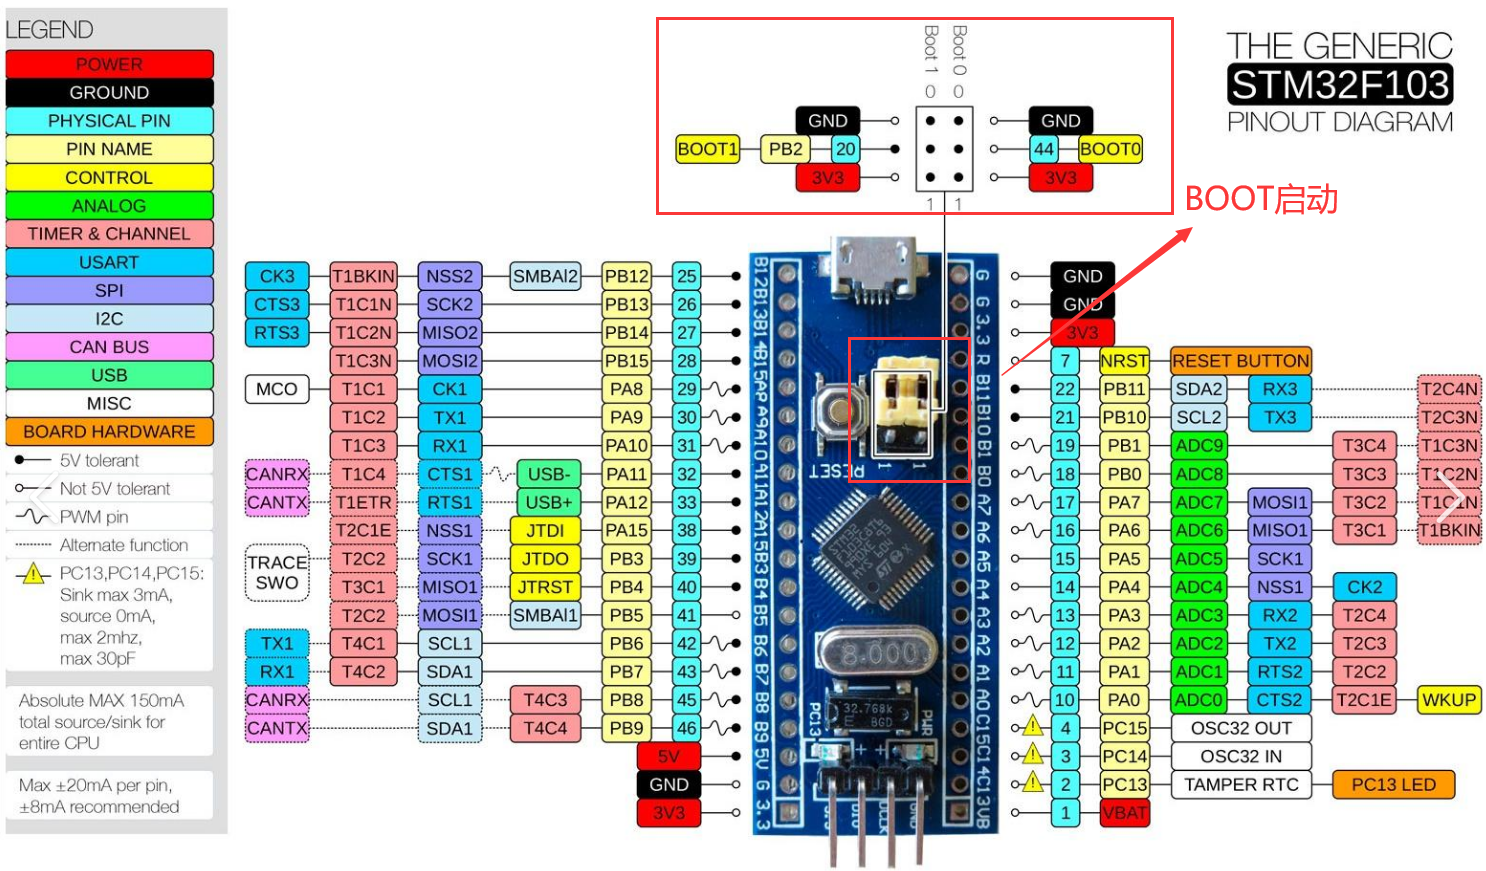 LEGEND
POWER
GROUND
PHYSICAL PIN
PIN NAME
CONTROL
ANALOG
TIMER & CHANNEL
USART
SPI
I2C
CAN BUS
USB
MISC
BOARD HARDWARE
5V tolerant
Not 5V tolerant
PWM pin
Alternate function
PC13,PC14,PC15:
Sink max 3mA,
source 0mA,
max 2mhz,
max 30pF
Absolute MAX 150mA
total source/sink for
entire CPU
Max ±20mA per pin,
±8mA recommended
THE GENERIC
STM32F103
PINOUT DIAGRAM
Boot 1 Boot 0
0 0
GND GND
BOOT1 PB2 20 44 BOOT0
3V3 3V3
1 1
BOOT启动
CK3 T1BKIN NSS2 SMBAI2 PB12 25
CTS3 T1C1N SCK2 PB13 26
RTS3 T1C2N MISO2 PB14 27
T1C3N MOSI2 PB15 28
MCO T1C1 CK1 PA8 29
T1C2 TX1 PA9 30
T1C3 RX1 PA10 31
CANRX T1C4 CTS1 USB- PA11 32
CANTX T1ETR RTS1 USB+ PA12 33
T2C1E NSS1 JTDI PA15 38
TRACE
SWO
T2C2 SCK1 JTDO PB3 39
T3C1 MISO1 JTRST PB4 40
T2C2 MOSI1 SMBAI1 PB5 41
TX1 T4C1 SCL1 PB6 42
RX1 T4C2 SDA1 PB7 43
CANRX SCL1 T4C3 PB8 45
CANTX SDA1 T4C4 PB9 46
5V
GND
3V3
B12 B13 B14 B15 A8 A9 A10 A11 A12 A15 B3 B4 B5 B6 B7 B8 B9 5V G 3.3
RESET
1 1
8.000
32.768k
E BGD
PC13
PWR
G G 3.3 R B11 B10 B1 B0 A7 A6 A5 A4 A3 A2 A1 A0 C15 C14 C13 VB
GND
GND
3V3
7 NRST RESET BUTTON
22 PB11 SDA2 RX3 T2C4N
21 PB10 SCL2 TX3 T2C3N
19 PB1 ADC9 T3C4 T1C3N
18 PB0 ADC8 T3C3 T1C2N
17 PA7 ADC7 MOSI1 T3C2 T1C1N
16 PA6 ADC6 MISO1 T3C1 T1BKIN
15 PA5 ADC5 SCK1
14 PA4 ADC4 NSS1 CK2
13 PA3 ADC3 RX2 T2C4
12 PA2 ADC2 TX2 T2C3
11 PA1 ADC1 RTS2 T2C2
10 PA0 ADC0 CTS2 T2C1E WKUP
4 PC15 OSC32 OUT
3 PC14 OSC32 IN
2 PC13 TAMPER RTC PC13 LED
1 VBAT